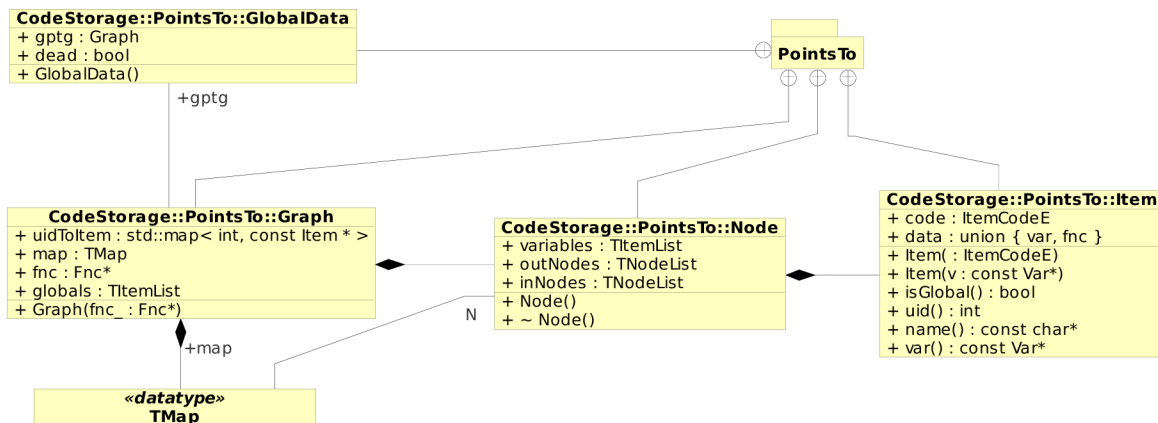 CodeStorage::PointsTo::GlobalData
+ gptg : Graph
+ dead : bool
+ GlobalData()
PointsTo
+gptg
CodeStorage::PointsTo::Graph
+ uidToItem : std::map< int, const Item * >
+ map : TMap
+ fnc : Fnc*
+ globals : TItemList
+ Graph(fnc_ : Fnc*)
CodeStorage::PointsTo::Node
+ variables : TItemList
+ outNodes : TNodeList
+ inNodes : TNodeList
+ Node()
+ ~ Node()
CodeStorage::PointsTo::Item
+ code : ItemCodeE
+ data : union { var, fnc }
+ Item( : ItemCodeE)
+ Item(v : const Var*)
+ isGlobal() : bool
+ uid() : int
+ name() : const char*
+ var() : const Var*
N
+map
«datatype»
TMap